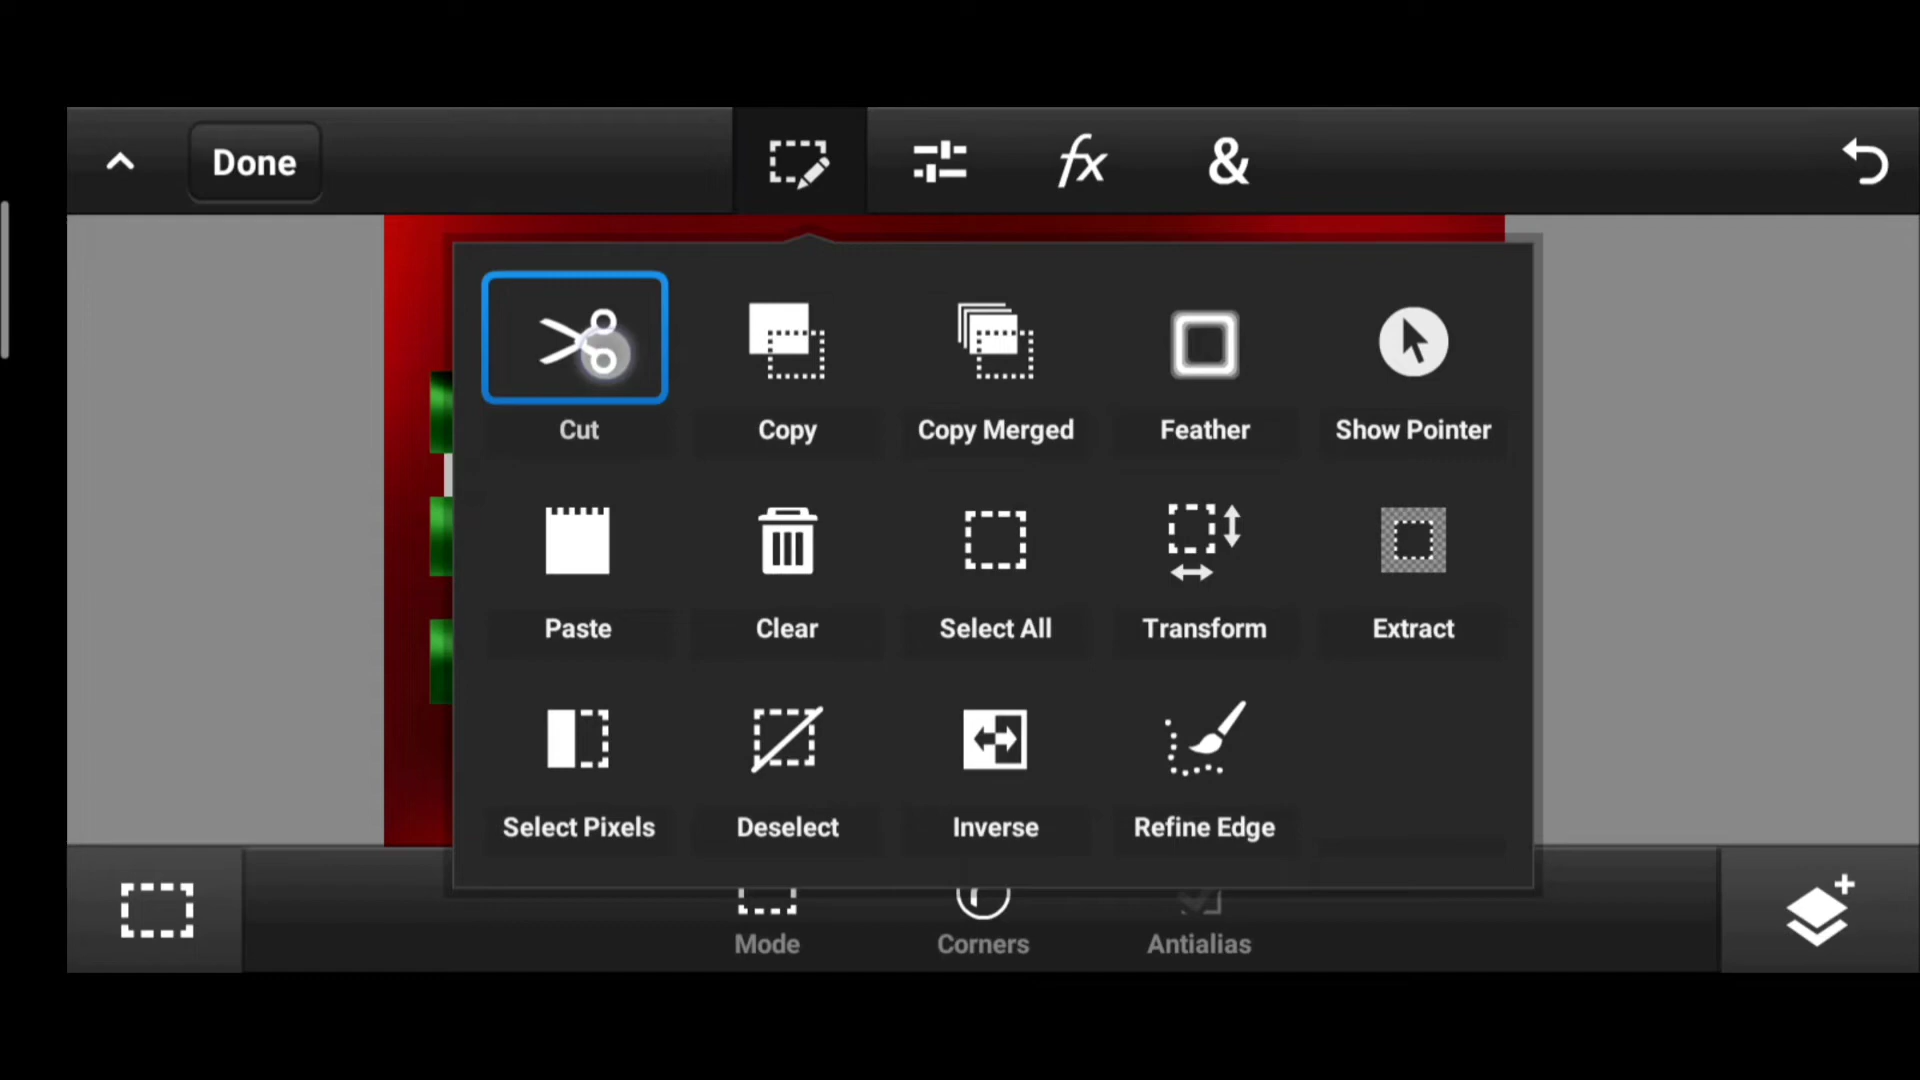 Done
fx
&
Cut
Copy
Copy Merged
Feather
Show Pointer
Paste
Clear
Select All
Transform
Extract
Select Pixels
Deselect
Inverse
Refine Edge
Mode
Corners
Antialias